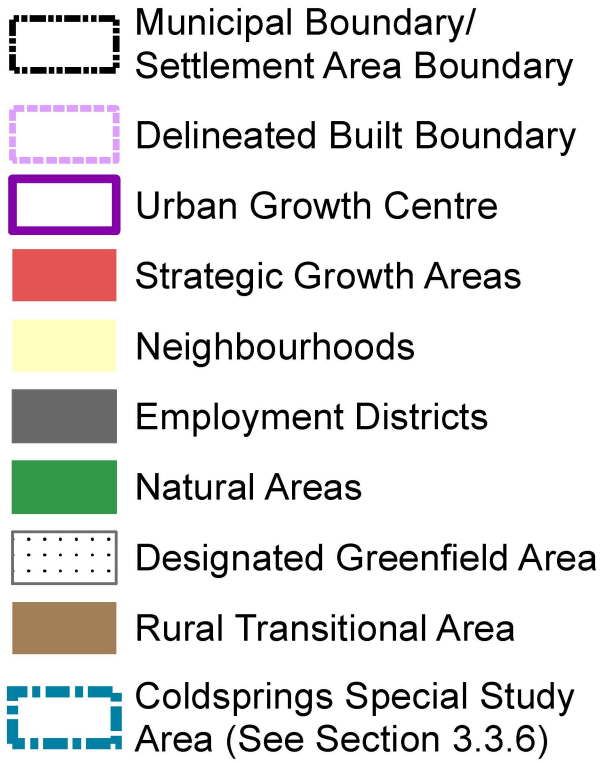 Municipal Boundary/
Settlement Area Boundary
Delineated Built Boundary
Urban Growth Centre
Strategic Growth Areas
Neighbourhoods
Employment Districts
Natural Areas
Designated Greenfield Area
Rural Transitional Area
Coldsprings Special Study
Area (See Section 3.3.6)